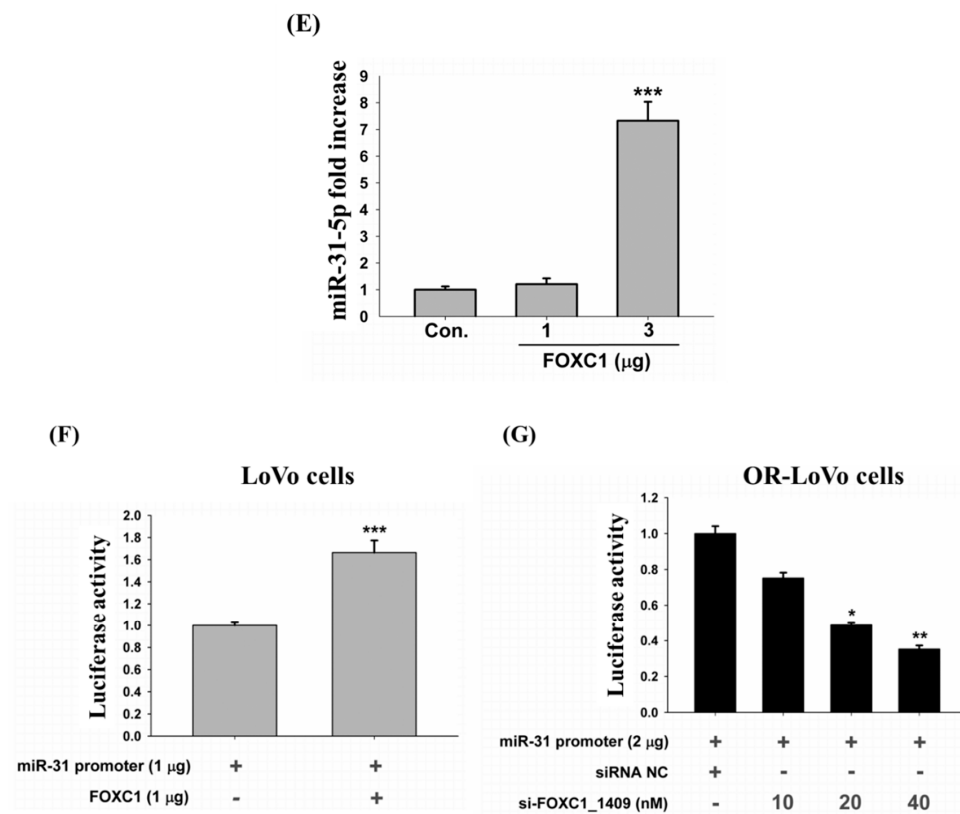 (E)
miR-31-5p fold increase
9
8
7
6
5
4
3
2
1
0
***
Con. 1 3
FOXC1 (μg)
(F)
LoVo cells
Luciferase activity
2.0
1.8
1.6
1.4
1.2
1.0
0.8
0.6
0.4
0.2
0.0
***
miR-31 promoter (1 μg) + +
FOXC1 (1 μg) - +
(G)
OR-LoVo cells
Luciferase activity
1.2
1.0
0.8
0.6
0.4
0.2
0.0
*
**
miR-31 promoter (2 μg) + + + +
siRNA NC + - - -
si-FOXC1_1409 (nM) - 10 20 40